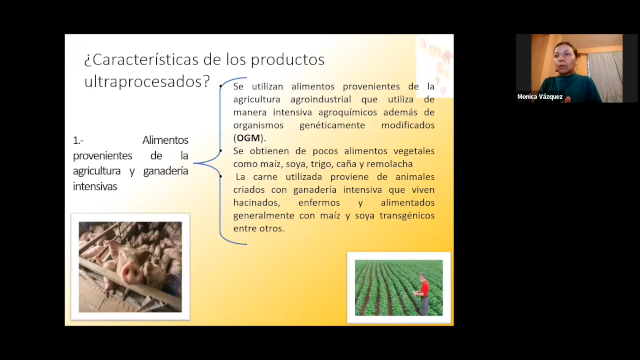 ¿Características de los productos
ultraprocesados?
1.- Alimentos
provenientes de la
agricultura y ganadería
intensivas
Se utilizan alimentos provenientes de la
agricultura agroindustrial que utiliza de
manera intensiva agroquímicos además de
organismos genéticamente modificados
(OGM).
Se obtienen de pocos alimentos vegetales
como maíz, soya, trigo, caña y remolacha
La carne utilizada proviene de animales
criados con ganadería intensiva que viven
hacinados, enfermos y alimentados
generalmente con maíz y soya transgénicos
entre otros.
Monica Vázquez